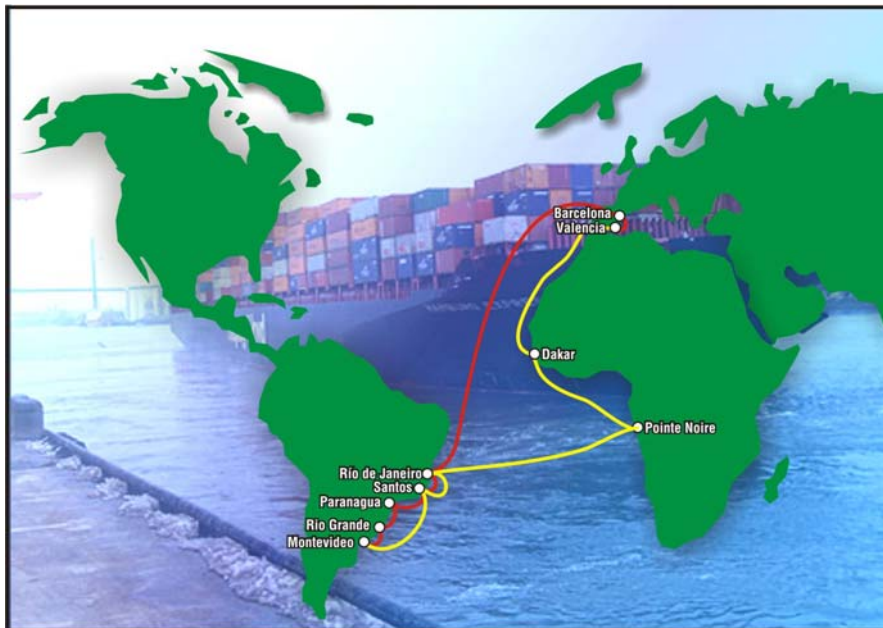 Barcelona
Valencia
Dakar
Pointe Noire
Río de Janeiro
Santos
Paranagua
Rio Grande
Montevideo